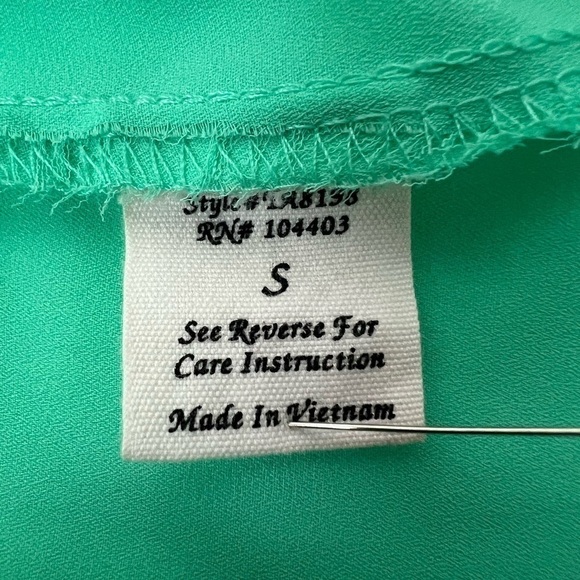 Style #
RN# 104403
S
See Reverse For
Care Instruction
Made In Vietnam